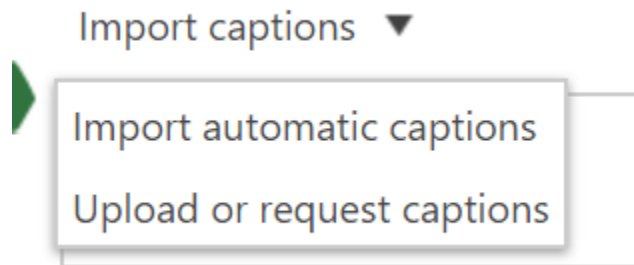 Import captions ▼
Import automatic captions
Upload or request captions